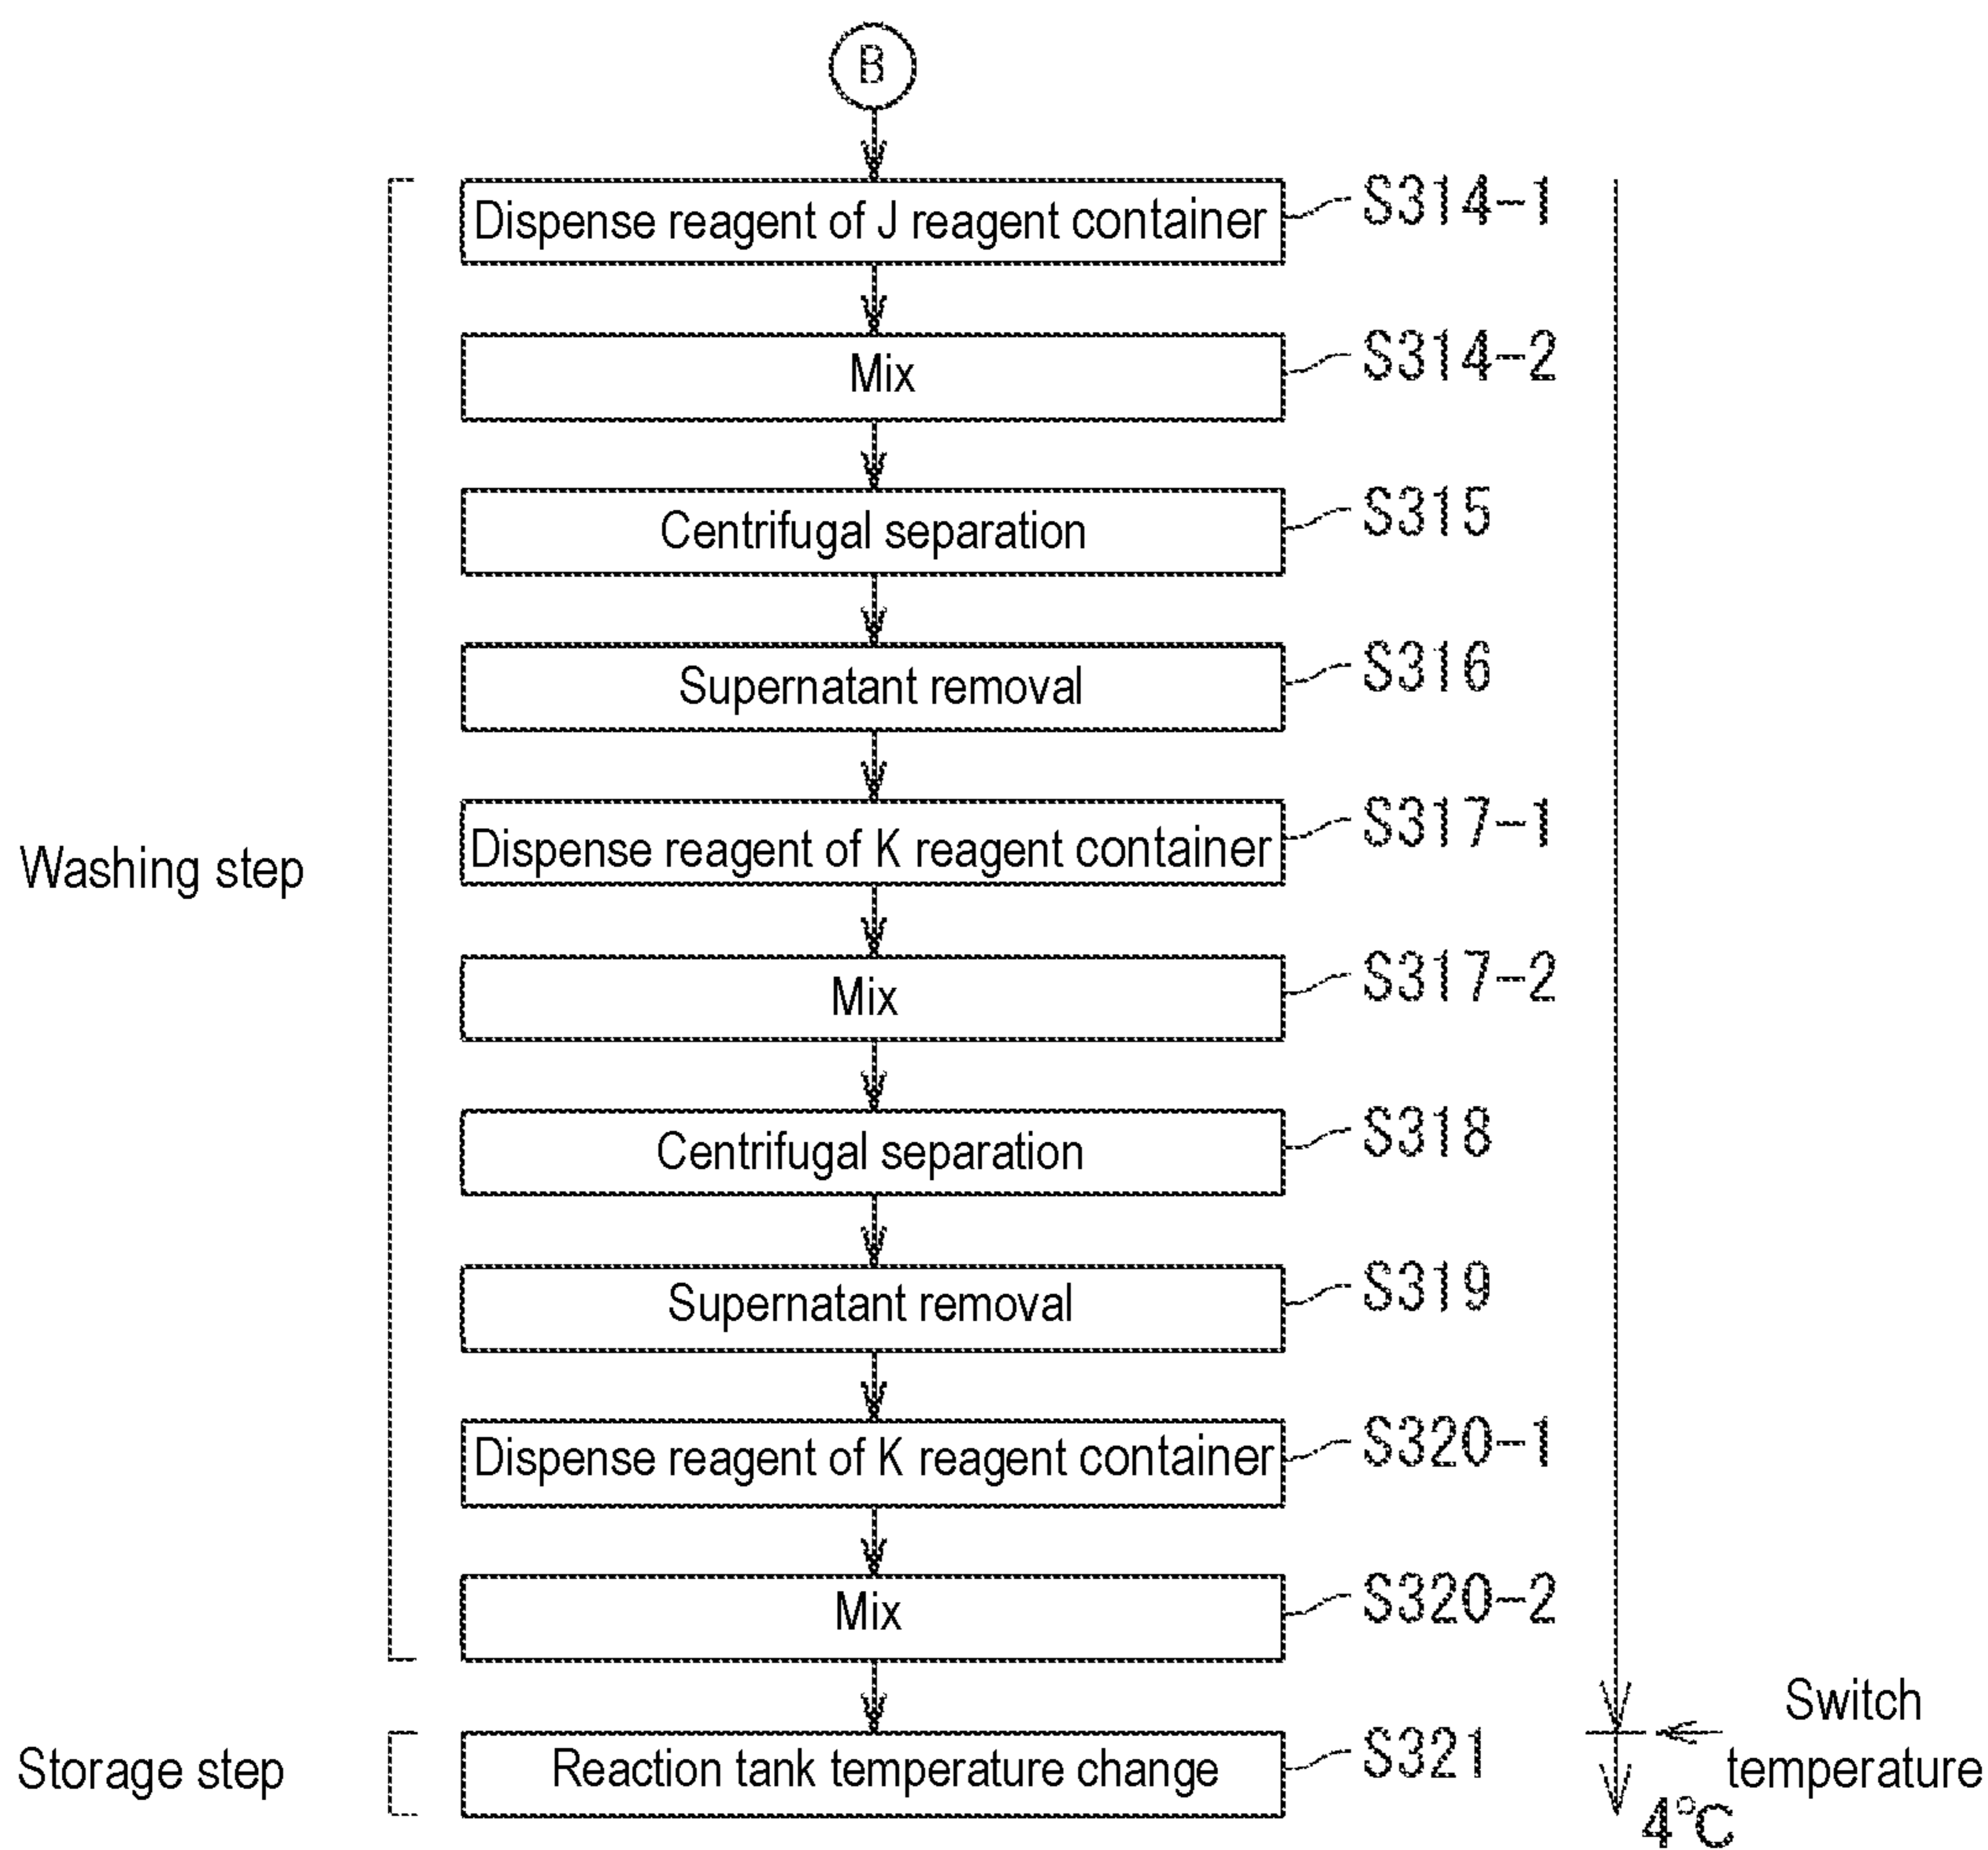 B
Dispense reagent of J reagent container
S314-1
Mix
S314-2
Centrifugal separation
S315
Supernatant removal
S316
Dispense reagent of K reagent container
S317-1
Washing step
Mix
S317-2
Centrifugal separation
S318
Supernatant removal
S319
Dispense reagent of K reagent container
S320-1
Mix
S320-2
Switch
temperature
Storage step
Reaction tank temperature change
S321
4°C